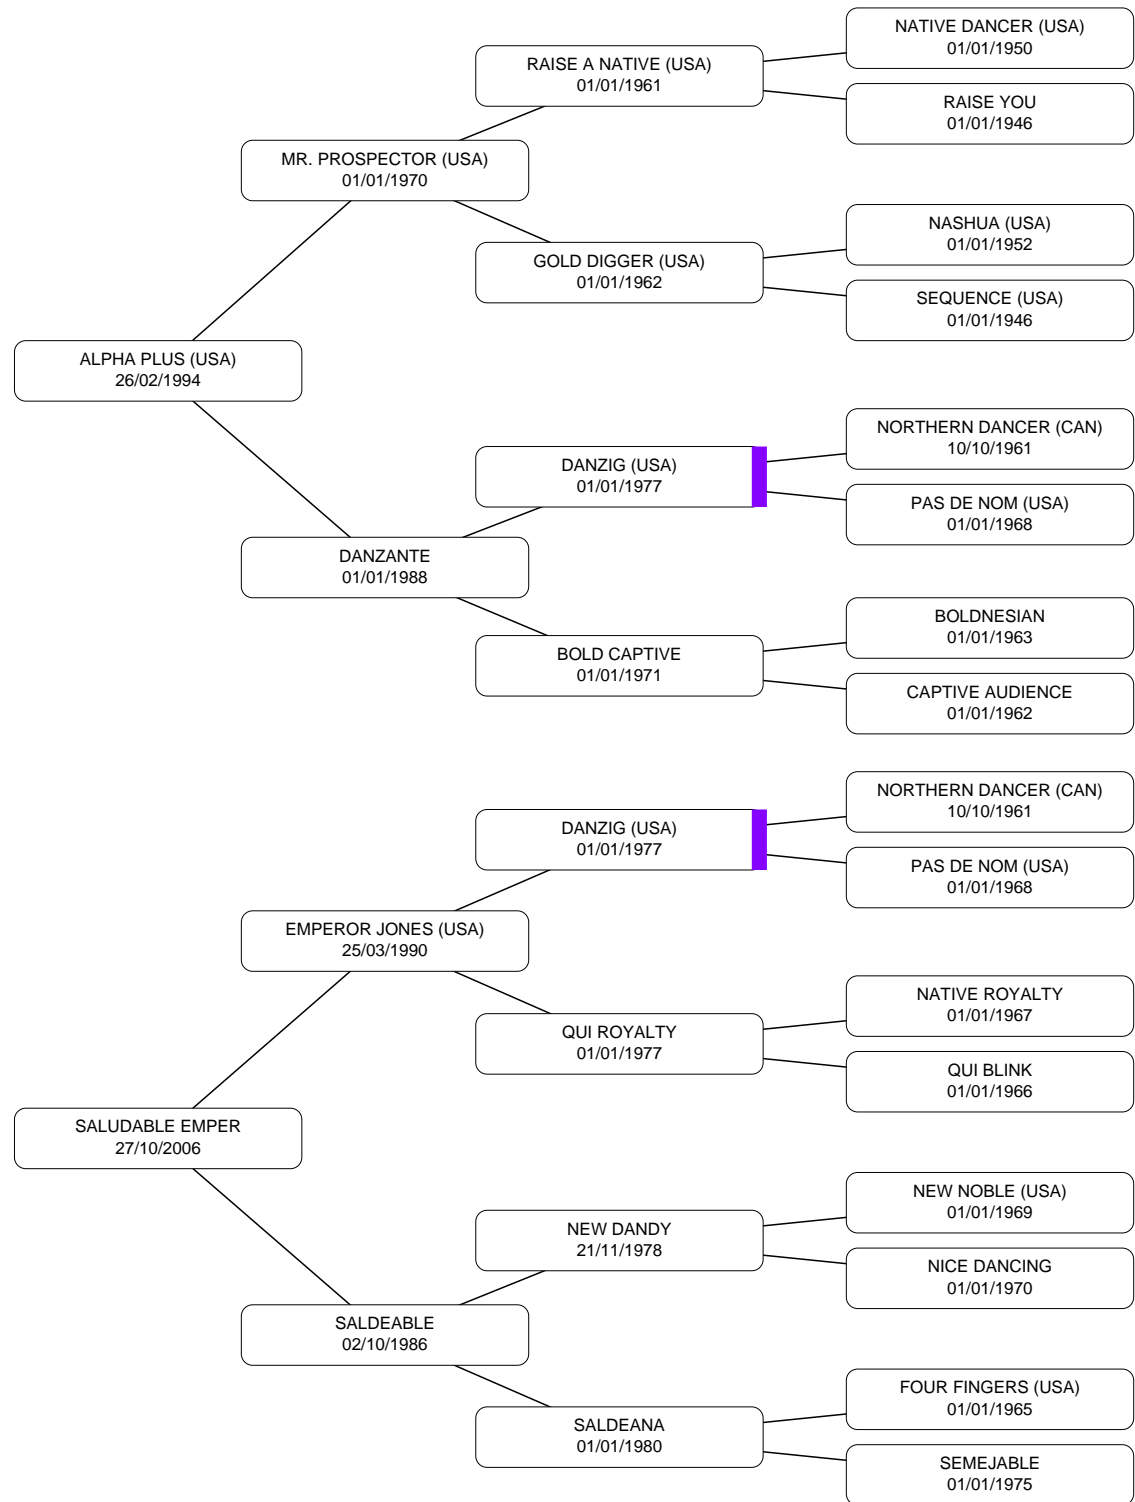 NATIVE DANCER (USA)
01/01/1950
RAISE A NATIVE (USA)
01/01/1961
RAISE YOU
01/01/1946
MR. PROSPECTOR (USA)
01/01/1970
NASHUA (USA)
01/01/1952
GOLD DIGGER (USA)
01/01/1962
SEQUENCE (USA)
01/01/1946
ALPHA PLUS (USA)
26/02/1994
NORTHERN DANCER (CAN)
10/10/1961
DANZIG (USA)
01/01/1977
PAS DE NOM (USA)
01/01/1968
DANZANTE
01/01/1988
BOLDNESIAN
01/01/1963
BOLD CAPTIVE
01/01/1971
CAPTIVE AUDIENCE
01/01/1962
NORTHERN DANCER (CAN)
10/10/1961
DANZIG (USA)
01/01/1977
PAS DE NOM (USA)
01/01/1968
EMPEROR JONES (USA)
25/03/1990
NATIVE ROYALTY
01/01/1967
QUI ROYALTY
01/01/1977
QUI BLINK
01/01/1966
SALUDABLE EMPER
27/10/2006
NEW NOBLE (USA)
01/01/1969
NEW DANDY
21/11/1978
NICE DANCING
01/01/1970
SALDEABLE
02/10/1986
FOUR FINGERS (USA)
01/01/1965
SALDEANA
01/01/1980
SEMEJABLE
01/01/1975